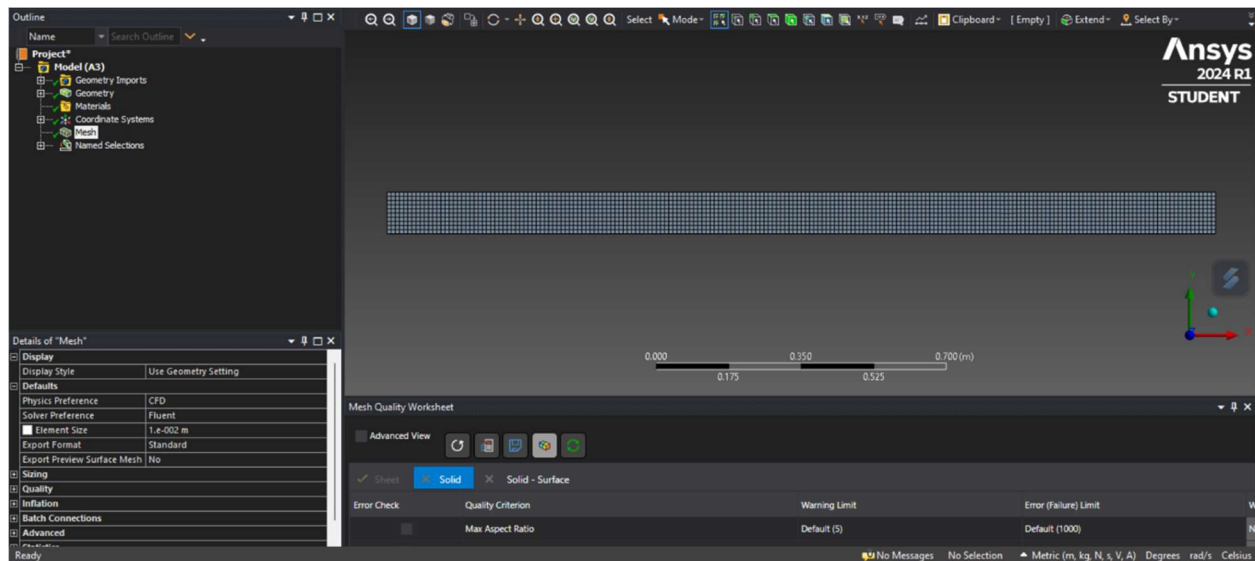 Outline
Name Search Outline
Project*
Model (A3)
Geometry Imports
Geometry
Materials
Coordinate Systems
Mesh
Named Selections
Select Mode Clipboard [ Empty ] Extend Select By
Ansys
2024 R1
STUDENT
0.000 0.350 0.700 (m)
0.175 0.525
Details of "Mesh"
Display
Display Style Use Geometry Setting
Defaults
Physics Preference CFD
Solver Preference Fluent
Element Size 1.e-002 m
Export Format Standard
Export Preview Surface Mesh No
Sizing
Quality
Inflation
Batch Connections
Advanced
Statistics
Mesh Quality Worksheet
Advanced View
Sheet Solid Solid - Surface
Error Check Quality Criterion Warning Limit Error (Failure) Limit
Max Aspect Ratio Default (5) Default (1000)
Ready No Messages No Selection Metric (m, kg, N, s, V, A) Degrees rad/s Celsius